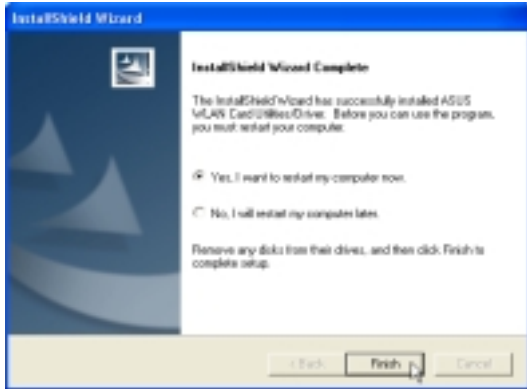 InstallShield Wizard
InstallShield Wizard Complete
The InstallShield Wizard has successfully installed ASUS
WLAN Card Utilities/Driver. Before you can use the program,
you must restart your computer.
Yes, I want to restart my computer now.
No, I will restart my computer later.
Remove any disks from their drives, and then click Finish to
complete setup.
< Back
Finish
Cancel